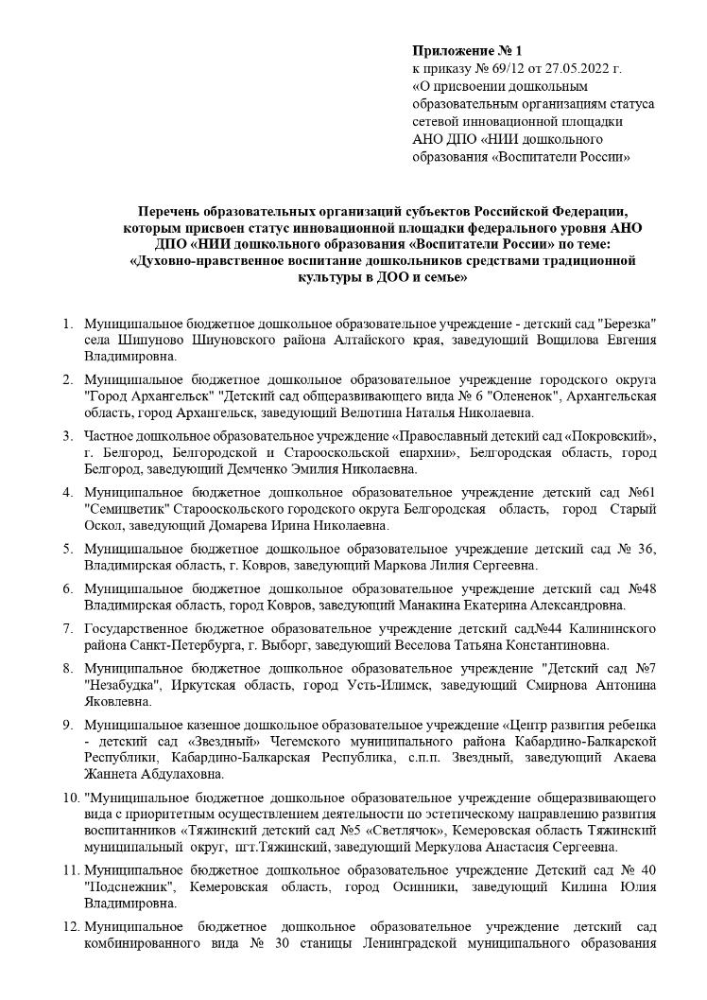 Приложение № 1
к приказу № 69/12 от 27.05.2022 г.
«О присвоении дошкольным
образовательным организациям статуса
сетевой инновационной площадки
АНО ДПО «НИИ дошкольного
образования «Воспитатели России»
Перечень образовательных организаций субъектов Российской Федерации,
которым присвоен статус инновационной площадки федерального уровня АНО
ДПО «НИИ дошкольного образования «Воспитатели России» по теме:
«Духовно-нравственное воспитание дошкольников средствами традиционной
культуры в ДОО и семье»
1. Муниципальное бюджетное дошкольное образовательное учреждение - детский сад "Березка"
села Шипуново Шиуновского района Алтайского края, заведующий Вощилова Евгения
Владимировна.
2. Муниципальное бюджетное дошкольное образовательное учреждение городского округа
"Город Архангельск" "Детский сад общеразвивающего вида № 6 "Олененок", Архангельская
область, город Архангельск, заведующий Велютина Наталья Николаевна.
3. Частное дошкольное образовательное учреждение «Православный детский сад «Покровский»,
г. Белгород, Белгородской и Старооскольской епархии», Белгородская область, город
Белгород, заведующий Демченко Эмилия Николаевна.
4. Муниципальное бюджетное дошкольное образовательное учреждение детский сад №61
"Семицветик" Старооскольского городского округа Белгородская область, город Старый
Оскол, заведующий Домарева Ирина Николаевна.
5. Муниципальное бюджетное дошкольное образовательное учреждение детский сад № 36,
Владимирская область, г. Ковров, заведующий Маркова Лилия Сергеевна.
6. Муниципальное бюджетное дошкольное образовательное учреждение детский сад №48
Владимирская область, город Ковров, заведующий Манакина Екатерина Александровна.
7. Государственное бюджетное образовательное учреждение детский сад№44 Калининского
района Санкт-Петербурга, г. Выборг, заведующий Веселова Татьяна Константиновна.
8. Муниципальное бюджетное дошкольное образовательное учреждение "Детский сад №7
"Незабудка", Иркутская область, город Усть-Илимск, заведующий Смирнова Антонина
Яковлевна.
9. Муниципальное казенное дошкольное образовательное учреждение «Центр развития ребенка
- детский сад «Звездный» Чегемского муниципального района Кабардино-Балкарской
Республики, Кабардино-Балкарская Республика, с.п.п. Звездный, заведующий Акаева
Жаннета Абдулаховна.
10. "Муниципальное бюджетное дошкольное образовательное учреждение общеразвивающего
вида с приоритетным осуществлением деятельности по эстетическому направлению развития
воспитанников «Тяжинский детский сад №5 «Светлячок», Кемеровская область Тяжинский
муниципальный округ, пгт.Тяжинский, заведующий Меркулова Анастасия Сергеевна.
11. Муниципальное бюджетное дошкольное образовательное учреждение Детский сад № 40
"Подснежник", Кемеровская область, город Осинники, заведующий Килина Юлия
Владимировна.
12. Муниципальное бюджетное дошкольное образовательное учреждение детский сад
комбинированного вида № 30 станицы Ленинградской муниципального образования